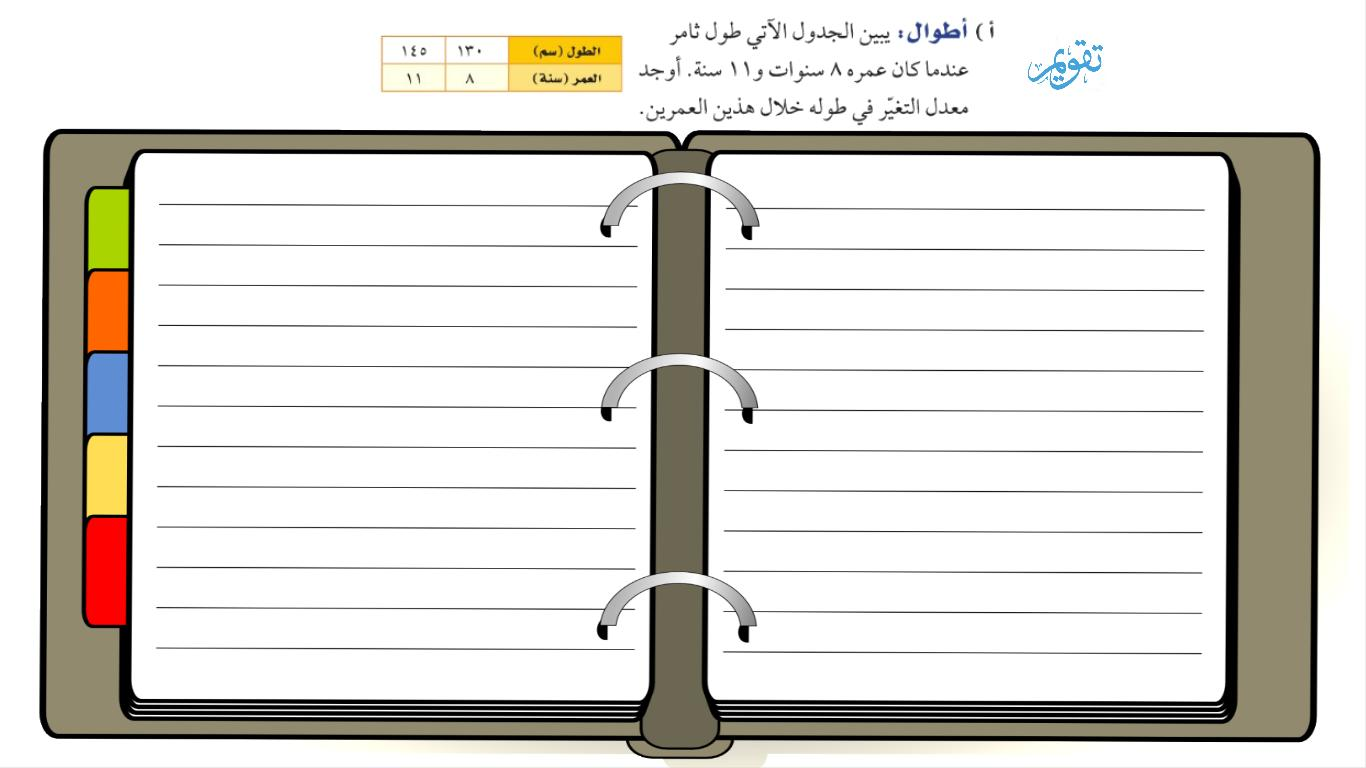 تقويم
أ ) أطوال: يبين الجدول الآتي طول ثامر
عندما كان عمره ٨ سنوات و١١ سنة. أوجد
معدل التغيّر في طوله خلال هذين العمرين.
الطول (سم) ١٣٠ ١٤٥
العمر (سنة) ٨ ١١